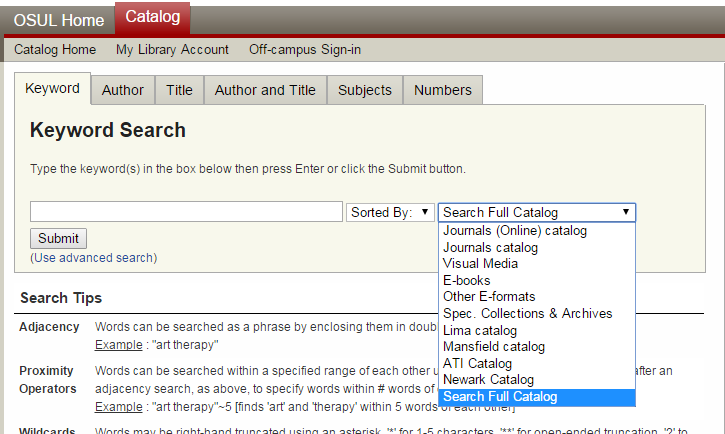 OSUL Home Catalog
Catalog Home My Library Account Off-campus Sign-in
Keyword Author Title Author and Title Subjects Numbers
Keyword Search
Type the keyword(s) in the box below then press Enter or click the Submit button.
Sorted By: Search Full Catalog
Submit
(Use advanced search)
Journals (Online) catalog
Journals catalog
Visual Media
E-books
Other E-formats
Spec. Collections & Archives
Lima catalog
Mansfield catalog
ATI Catalog
Newark Catalog
Search Full Catalog
Search Tips
Adjacency Words can be searched as a phrase by enclosing them in doub
Example : "art therapy"
Proximity Words can be searched within a specified range of each other u after an
Operators adjacency search, as above, to specify words within # words of
Example : "art therapy"~5 [finds 'art' and 'therapy' within 5 words of each other]
Wildcards Words may be right-hand truncated using an asterisk. '*' for 1-5 characters, '**' for open-ended truncation, '?' to